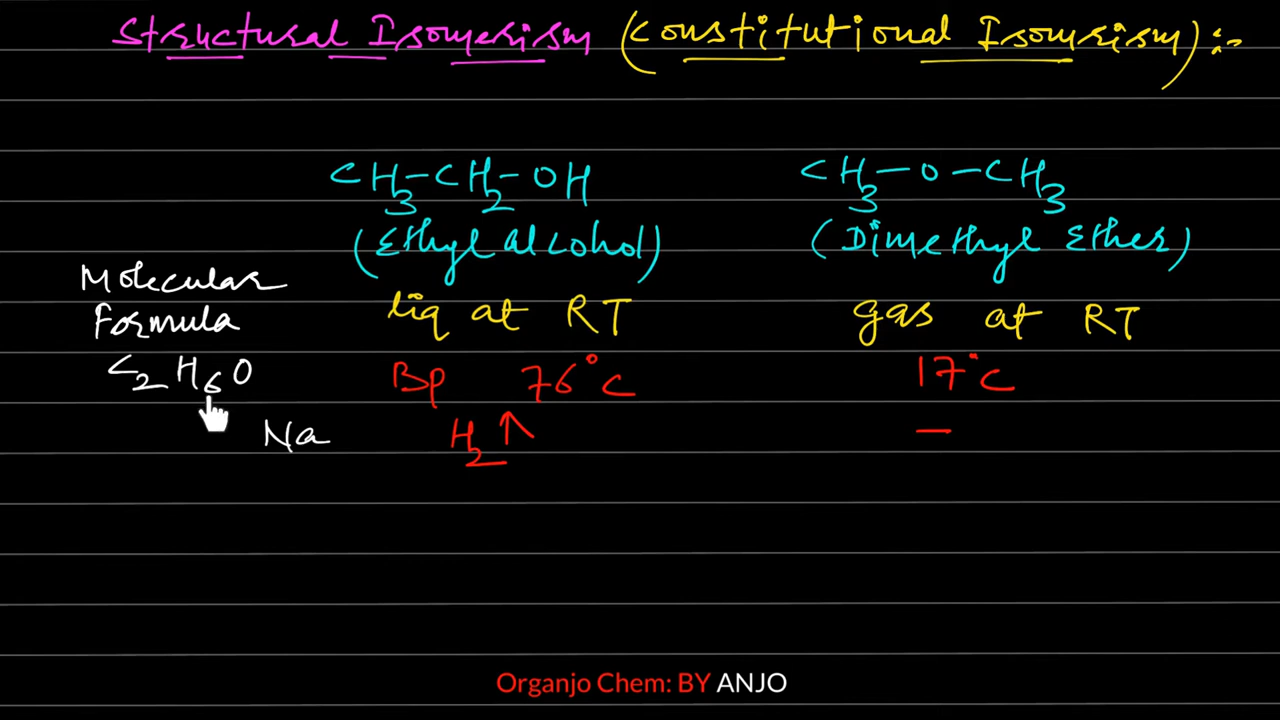 Structural Isomerism (Constitutional Isomrism) :-
CH3-CH2-OH CH3-O-CH3
(Ethyl alcohol) (Dimethyl Ether)
Molecular
Formula liq at RT gas at RT
C2H6O Bp 76°C 17°C
Na H2↑ —
Organjo Chem: BY ANJO